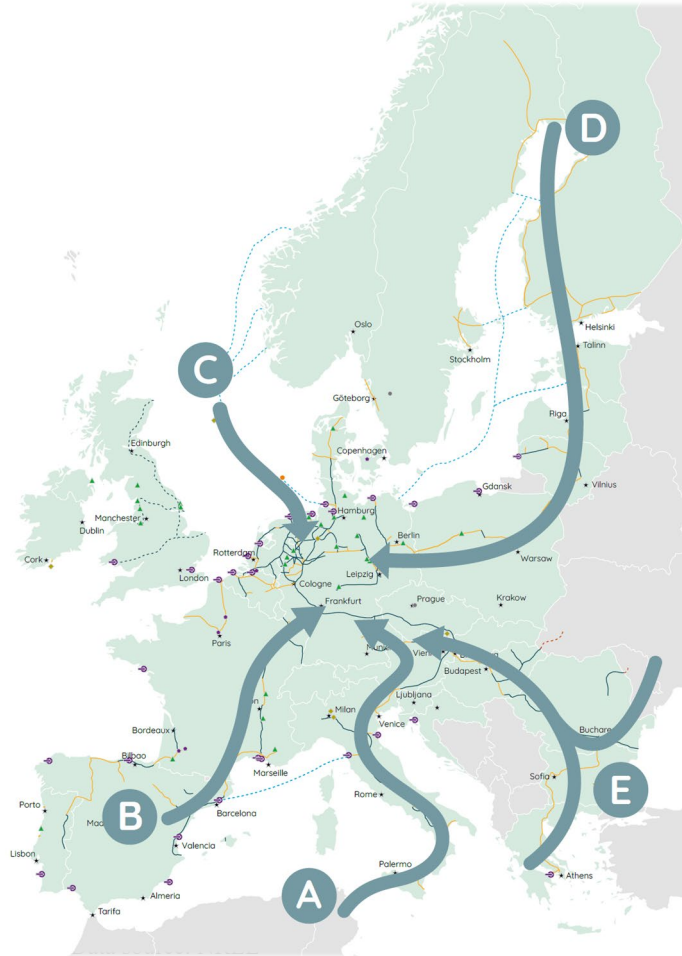 D
Oslo
Helsinki
Tallinn
Stockholm
C
Göteborg
Riga
Edinburgh
Copenhagen
Vilnius
Gdansk
Manchester
Hamburg
Dublin
Berlin
Rotterdam
Warsaw
Cork
London
Leipzig
Cologne
Frankfurt
Prague
Krakow
Paris
Budapest
Ljubljana
Milan
Venice
Bordeaux
Bilbao
Marseille
Sofia
E
Rome
Porto
B
Barcelona
Valencia
Lisbon
Palermo
Athens
A
Almeria
Tarifa